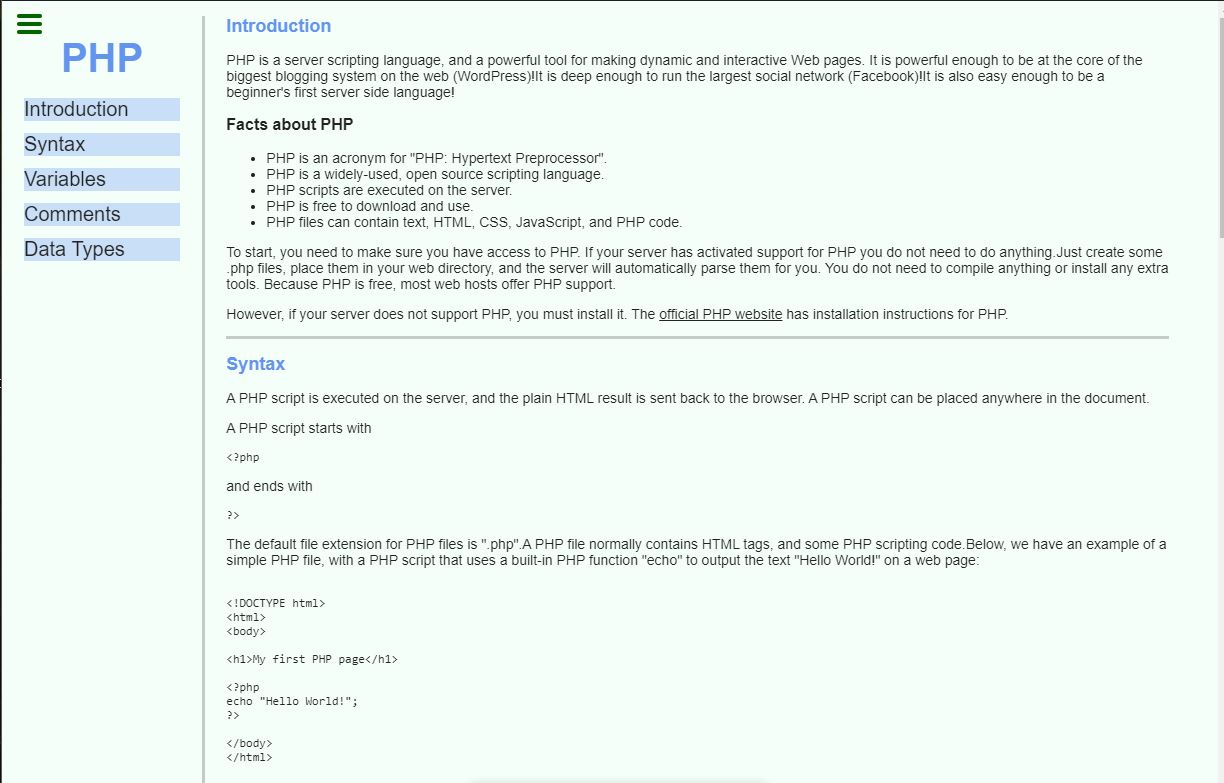 PHP
Introduction
Syntax
Variables
Comments
Data Types
Introduction
PHP is a server scripting language, and a powerful tool for making dynamic and interactive Web pages. It is powerful enough to be at the core of the
biggest blogging system on the web (WordPress)!It is deep enough to run the largest social network (Facebook)!It is also easy enough to be a
beginner's first server side language!
Facts about PHP
• PHP is an acronym for "PHP: Hypertext Preprocessor".
• PHP is a widely-used, open source scripting language.
• PHP scripts are executed on the server.
• PHP is free to download and use.
• PHP files can contain text, HTML, CSS, JavaScript, and PHP code.
To start, you need to make sure you have access to PHP. If your server has activated support for PHP you do not need to do anything.Just create some
.php files, place them in your web directory, and the server will automatically parse them for you. You do not need to compile anything or install any extra
tools. Because PHP is free, most web hosts offer PHP support.
However, if your server does not support PHP, you must install it. The official PHP website has installation instructions for PHP.
Syntax
A PHP script is executed on the server, and the plain HTML result is sent back to the browser. A PHP script can be placed anywhere in the document.
A PHP script starts with
<?php
and ends with
?>
The default file extension for PHP files is ".php".A PHP file normally contains HTML tags, and some PHP scripting code.Below, we have an example of a
simple PHP file, with a PHP script that uses a built-in PHP function "echo" to output the text "Hello World!" on a web page:
<!DOCTYPE html>
<html>
<body>
<h1>My first PHP page</h1>
<?php
echo "Hello World!";
?>
</body>
</html>